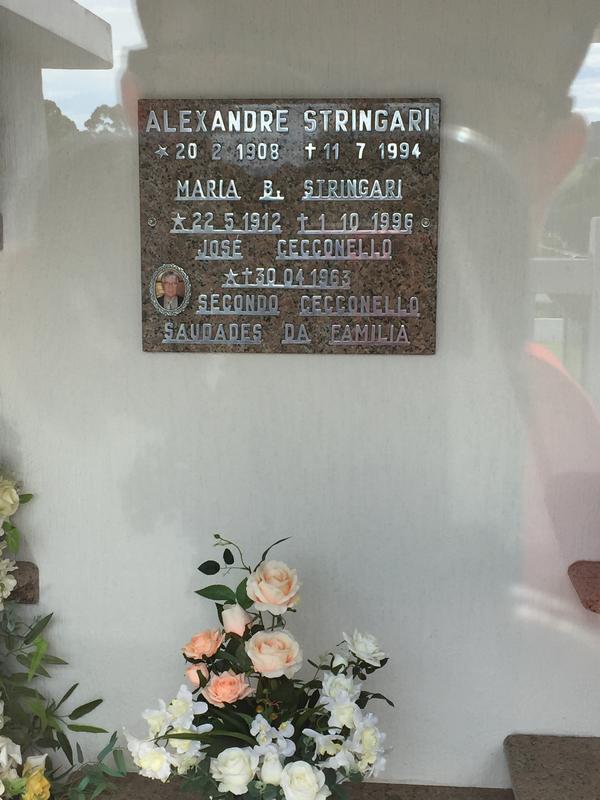 ALEXANDRE STRINGARI
★ 20 2 1908 ✝ 11 7 1994
MARIA B. STRINGARI
★ 22 5 1912 ✝ 1 10 1996
JOSÉ CECCONELLO
★✝ 30 04 1963
SECONDO CECCONELLO
SAUDADES DA FAMILIA